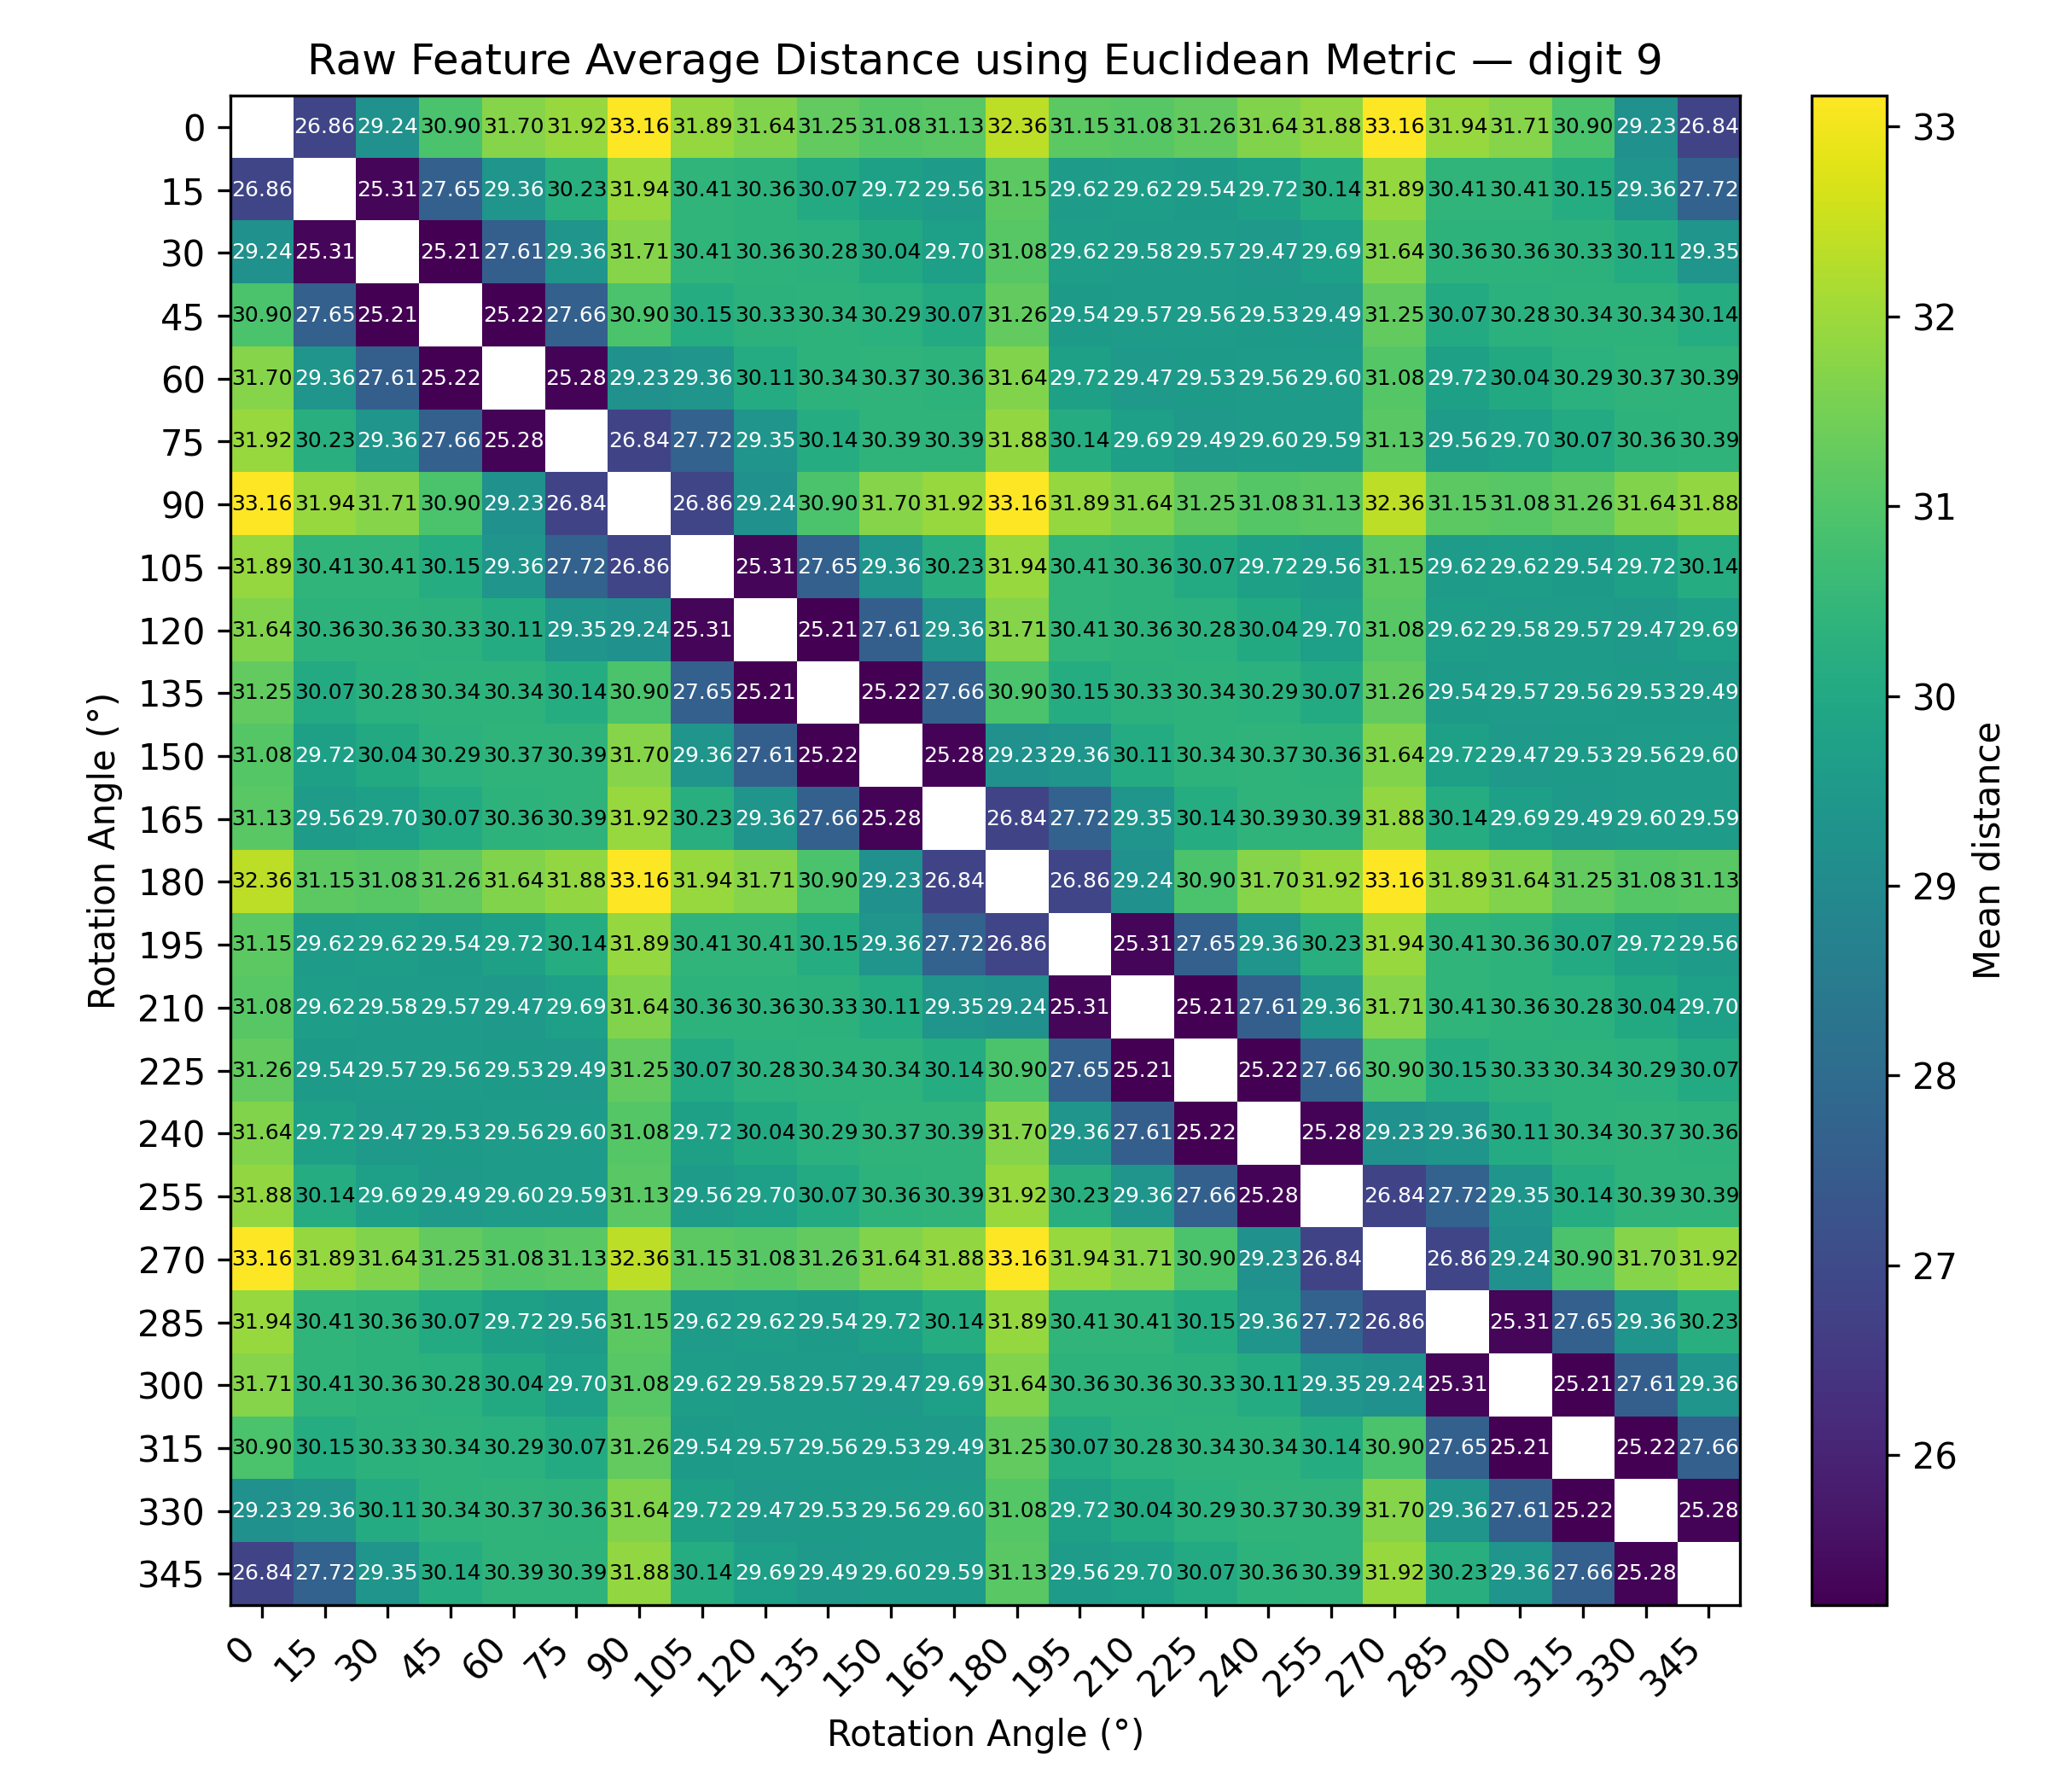 Raw Feature Average Distance using Euclidean Metric — digit 9
0 26.86 29.24 30.90 31.70 31.92 33.16 31.89 31.64 31.25 31.08 31.13 32.36 31.15 31.08 31.26 31.64 31.88 33.16 31.94 31.71 30.90 29.23 26.84
15 26.86 25.31 27.65 29.36 30.23 31.94 30.41 30.36 30.07 29.72 29.56 31.15 29.62 29.62 29.54 29.72 30.14 31.89 30.41 30.41 30.15 29.36 27.72
30 29.24 25.31 25.21 27.61 29.36 31.71 30.41 30.36 30.28 30.04 29.70 31.08 29.62 29.58 29.57 29.47 29.69 31.64 30.36 30.36 30.33 30.11 29.35
45 30.90 27.65 25.21 25.22 27.66 30.90 30.15 30.33 30.34 30.29 30.07 31.26 29.54 29.57 29.56 29.53 29.49 31.25 30.07 30.28 30.34 30.34 30.14
60 31.70 29.36 27.61 25.22 25.28 29.23 29.36 30.11 30.34 30.37 30.36 31.64 29.72 29.47 29.53 29.56 29.60 31.08 29.72 30.04 30.29 30.37 30.39
75 31.92 30.23 29.36 27.66 25.28 26.84 27.72 29.35 30.14 30.39 30.39 31.88 30.14 29.69 29.49 29.60 29.59 31.13 29.56 29.70 30.07 30.36 30.39
90 33.16 31.94 31.71 30.90 29.23 26.84 26.86 29.24 30.90 31.70 31.92 33.16 31.89 31.64 31.25 31.08 31.13 32.36 31.15 31.08 31.26 31.64 31.88
105 31.89 30.41 30.41 30.15 29.36 27.72 26.86 25.31 27.65 29.36 30.23 31.94 30.41 30.36 30.07 29.72 29.56 31.15 29.62 29.62 29.54 29.72 30.14
120 31.64 30.36 30.36 30.33 30.11 29.35 29.24 25.31 25.21 27.61 29.36 31.71 30.41 30.36 30.28 30.04 29.70 31.08 29.62 29.58 29.57 29.47 29.69
135 31.25 30.07 30.28 30.34 30.34 30.14 30.90 27.65 25.21 25.22 27.66 30.90 30.15 30.33 30.34 30.29 30.07 31.26 29.54 29.57 29.56 29.53 29.49
150 31.08 29.72 30.04 30.29 30.37 30.39 31.70 29.36 27.61 25.22 25.28 29.23 29.36 30.11 30.34 30.37 30.36 31.64 29.72 29.47 29.53 29.56 29.60
165 31.13 29.56 29.70 30.07 30.36 30.39 31.92 30.23 29.36 27.66 25.28 26.84 27.72 29.35 30.14 30.39 30.39 31.88 30.14 29.69 29.49 29.60 29.59
180 32.36 31.15 31.08 31.26 31.64 31.88 33.16 31.94 31.71 30.90 29.23 26.84 26.86 29.24 30.90 31.70 31.92 33.16 31.89 31.64 31.25 31.08 31.13
195 31.15 29.62 29.62 29.54 29.72 30.14 31.89 30.41 30.41 30.15 29.36 27.72 26.86 25.31 27.65 29.36 30.23 31.94 30.41 30.36 30.07 29.72 29.56
210 31.08 29.62 29.58 29.57 29.47 29.69 31.64 30.36 30.36 30.33 30.11 29.35 29.24 25.31 25.21 27.61 29.36 31.71 30.41 30.36 30.28 30.04 29.70
225 31.26 29.54 29.57 29.56 29.53 29.49 31.25 30.07 30.28 30.34 30.34 30.14 30.90 27.65 25.21 25.22 27.66 30.90 30.15 30.33 30.34 30.29 30.07
240 31.64 29.72 29.47 29.53 29.56 29.60 31.08 29.72 30.04 30.29 30.37 30.39 31.70 29.36 27.61 25.22 25.28 29.23 29.36 30.11 30.34 30.37 30.36
255 31.88 30.14 29.69 29.49 29.60 29.59 31.13 29.56 29.70 30.07 30.36 30.39 31.92 30.23 29.36 27.66 25.28 26.84 27.72 29.35 30.14 30.39 30.39
270 33.16 31.89 31.64 31.25 31.08 31.13 32.36 31.15 31.08 31.26 31.64 31.88 33.16 31.94 31.71 30.90 29.23 26.84 26.86 29.24 30.90 31.70 31.92
285 31.94 30.41 30.36 30.07 29.72 29.56 31.15 29.62 29.62 29.54 29.72 30.14 31.89 30.41 30.41 30.15 29.36 27.72 26.86 25.31 27.65 29.36 30.23
300 31.71 30.41 30.36 30.28 30.04 29.70 31.08 29.62 29.58 29.57 29.47 29.69 31.64 30.36 30.36 30.33 30.11 29.35 29.24 25.31 25.21 27.61 29.36
315 30.90 30.15 30.33 30.34 30.29 30.07 31.26 29.54 29.57 29.56 29.53 29.49 31.25 30.07 30.28 30.34 30.34 30.14 30.90 27.65 25.21 25.22 27.66
330 29.23 29.36 30.11 30.34 30.37 30.36 31.64 29.72 29.47 29.53 29.56 29.60 31.08 29.72 30.04 30.29 30.37 30.39 31.70 29.36 27.61 25.22 25.28
345 26.84 27.72 29.35 30.14 30.39 30.39 31.88 30.14 29.69 29.49 29.60 29.59 31.13 29.56 29.70 30.07 30.36 30.39 31.92 30.23 29.36 27.66 25.28
0 15 30 45 60 75 90 105 120 135 150 165 180 195 210 225 240 255 270 285 300 315 330 345
Rotation Angle (°)
Rotation Angle (°)
33
32
31
30
29
28
27
26
Mean distance